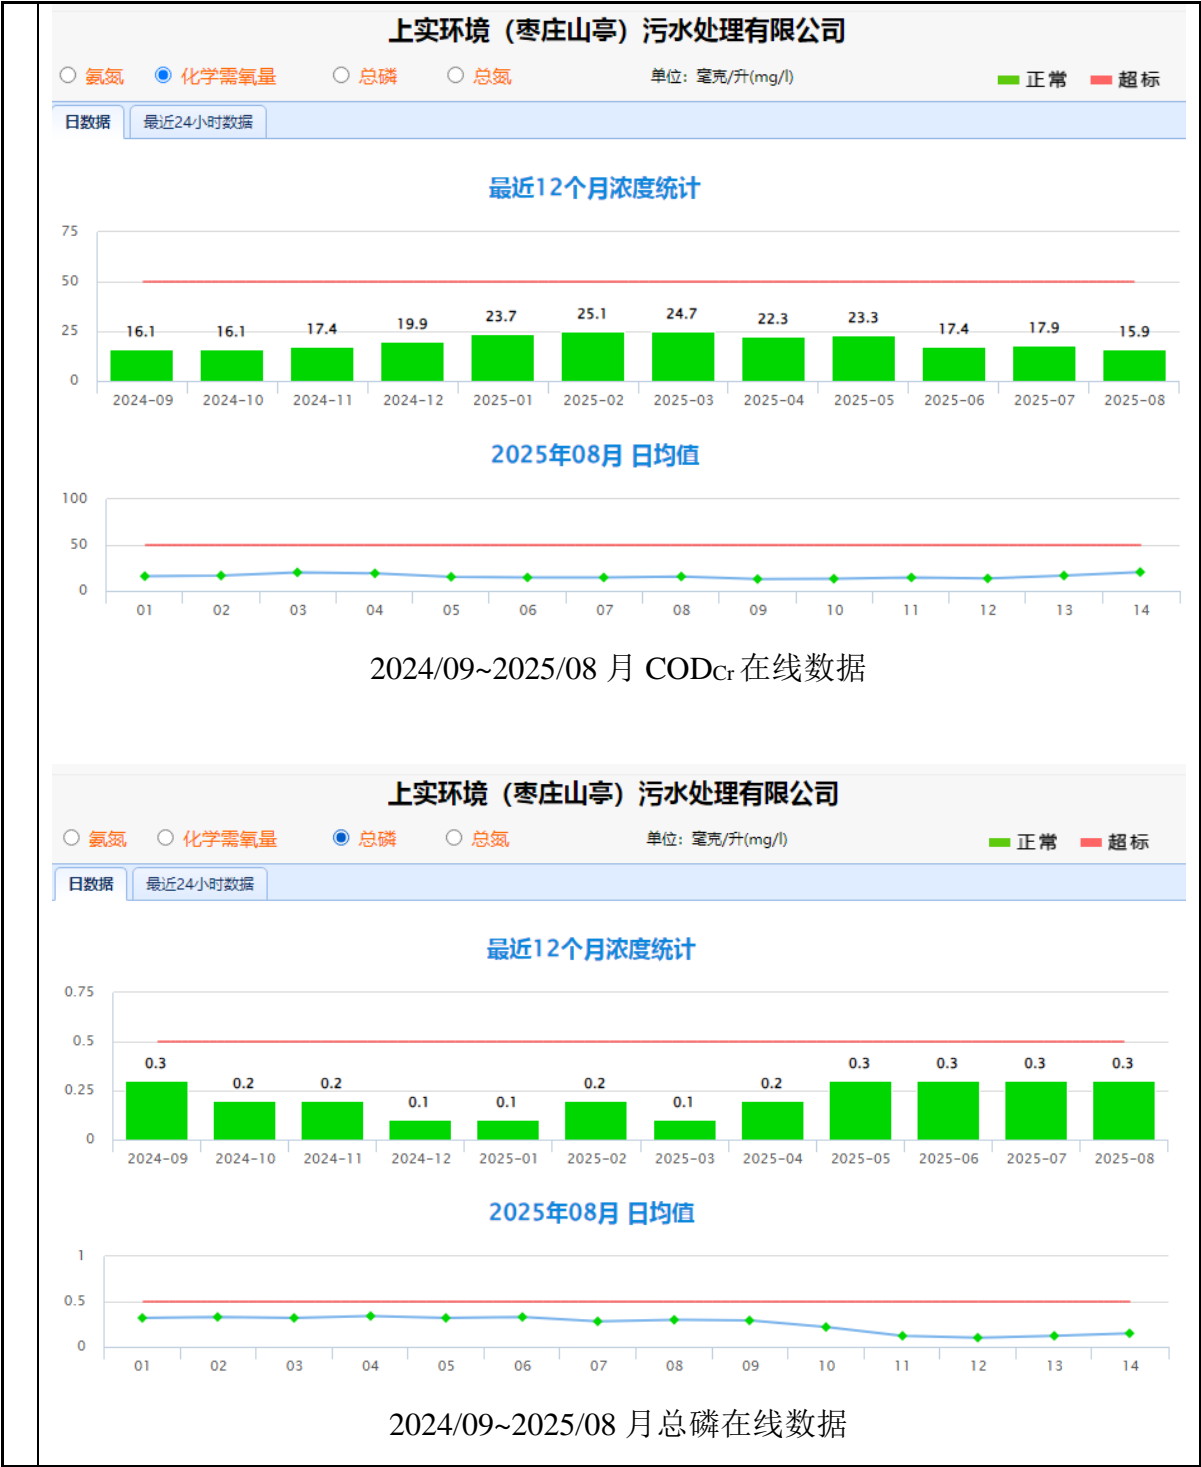 上实环境（枣庄山亭）污水处理有限公司
氨氮 化学需氧量 总磷 总氮 单位：毫克/升(mg/l) 正常 超标
日数据 最近24小时数据
最近12个月浓度统计
75
50
25
0
16.1 16.1 17.4 19.9 23.7 25.1 24.7 22.3 23.3 17.4 17.9 15.9
2024-09 2024-10 2024-11 2024-12 2025-01 2025-02 2025-03 2025-04 2025-05 2025-06 2025-07 2025-08
2025年08月 日均值
100
50
0
01 02 03 04 05 06 07 08 09 10 11 12 13 14
2024/09~2025/08 月 CODCr 在线数据
上实环境（枣庄山亭）污水处理有限公司
氨氮 化学需氧量 总磷 总氮 单位：毫克/升(mg/l) 正常 超标
日数据 最近24小时数据
最近12个月浓度统计
0.75
0.5
0.25
0
0.3 0.2 0.2 0.1 0.1 0.2 0.1 0.2 0.3 0.3 0.3 0.3
2024-09 2024-10 2024-11 2024-12 2025-01 2025-02 2025-03 2025-04 2025-05 2025-06 2025-07 2025-08
2025年08月 日均值
1
0.5
0
01 02 03 04 05 06 07 08 09 10 11 12 13 14
2024/09~2025/08 月总磷在线数据